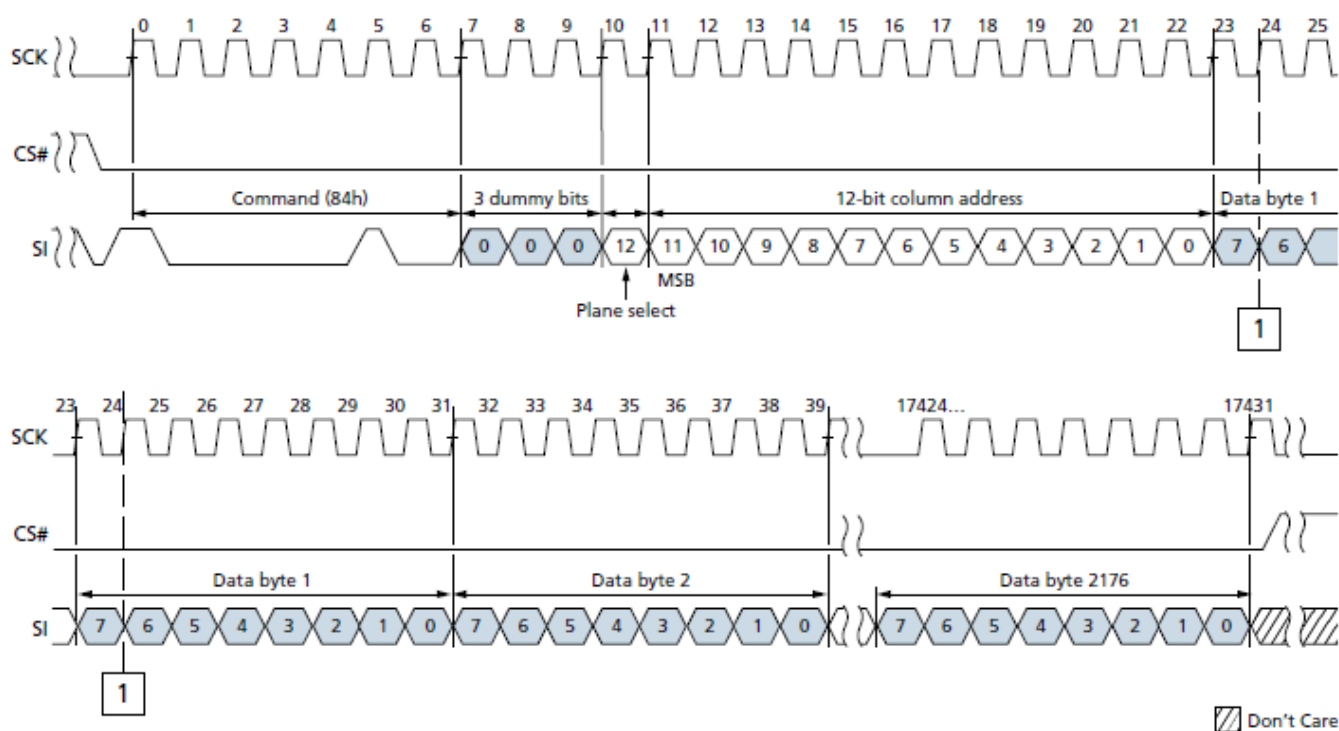 0 1 2 3 4 5 6 7 8 9 10 11 12 13 14 15 16 17 18 19 20 21 22 23 24 25
SCK
CS#
Command (84h) 3 dummy bits 12-bit column address Data byte 1
SI 0 0 0 12 11 10 9 8 7 6 5 4 3 2 1 0 7 6
MSB
Plane select
1
23 24 25 26 27 28 29 30 31 32 33 34 35 36 37 38 39 17424... 17431
SCK
CS#
Data byte 1 Data byte 2 Data byte 2176
SI 7 6 5 4 3 2 1 0 7 6 5 4 3 2 1 0 7 6 5 4 3 2 1 0
1
Don't Care